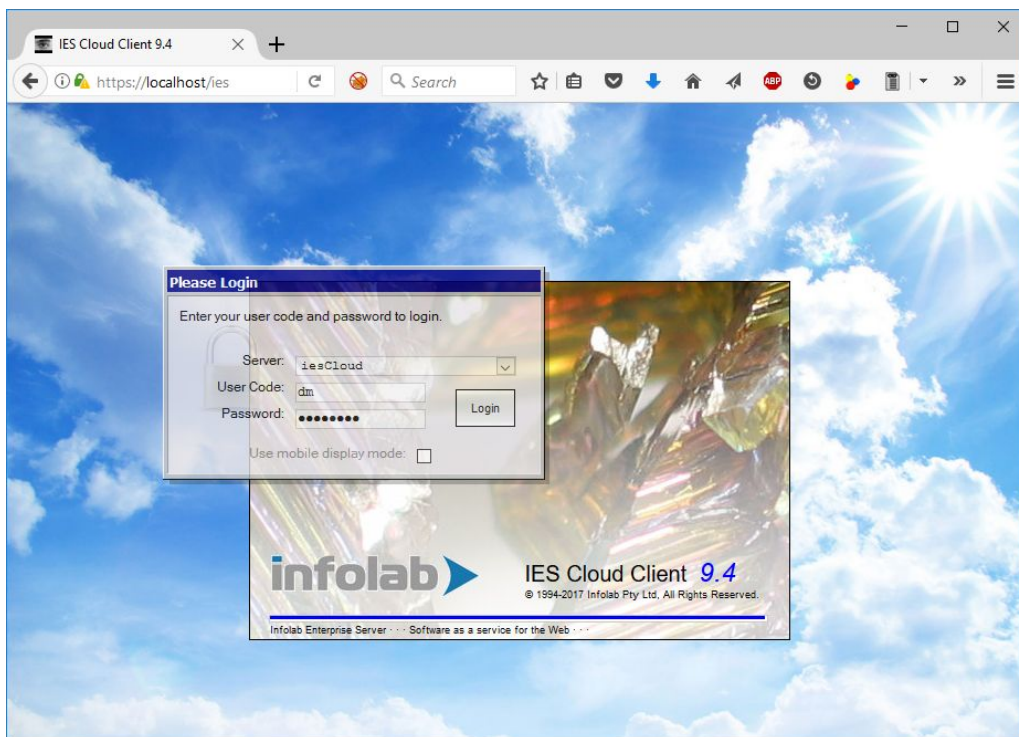 IES Cloud Client 9.4
https://localhost/ies
Search
ABP
Please Login
Enter your user code and password to login.
Server: iesCloud
User Code: dm
Password: ••••••••
Login
Use mobile display mode:
infolab
IES Cloud Client 9.4
© 1994-2017 Infolab Pty Ltd, All Rights Reserved.
Infolab Enterprise Server · · · Software as a service for the Web · · ·